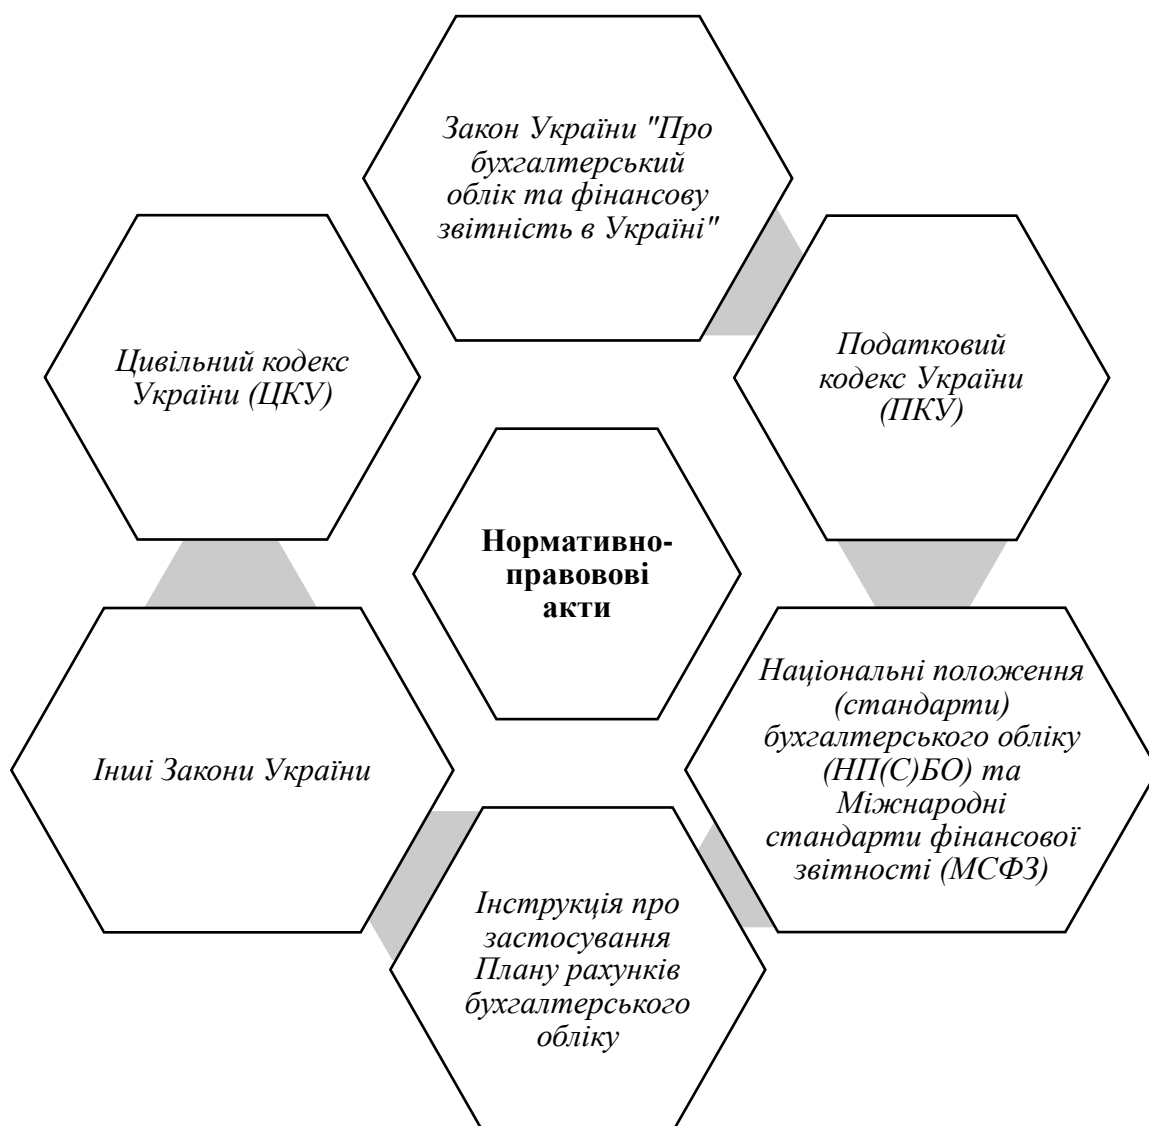 Закон України "Про
бухгалтерський
облік та фінансову
звітність в Україні"
Цивільний кодекс
України (ЦКУ)
Податковий
кодекс України
(ПКУ)
Нормативно-
правовові
акти
Національні положення
(стандарти)
бухгалтерського обліку
(НП(С)БО) та
Міжнародні
стандарти фінансової
звітності (МСФЗ)
Інші Закони України
Інструкція про
застосування
Плану рахунків
бухгалтерського
обліку